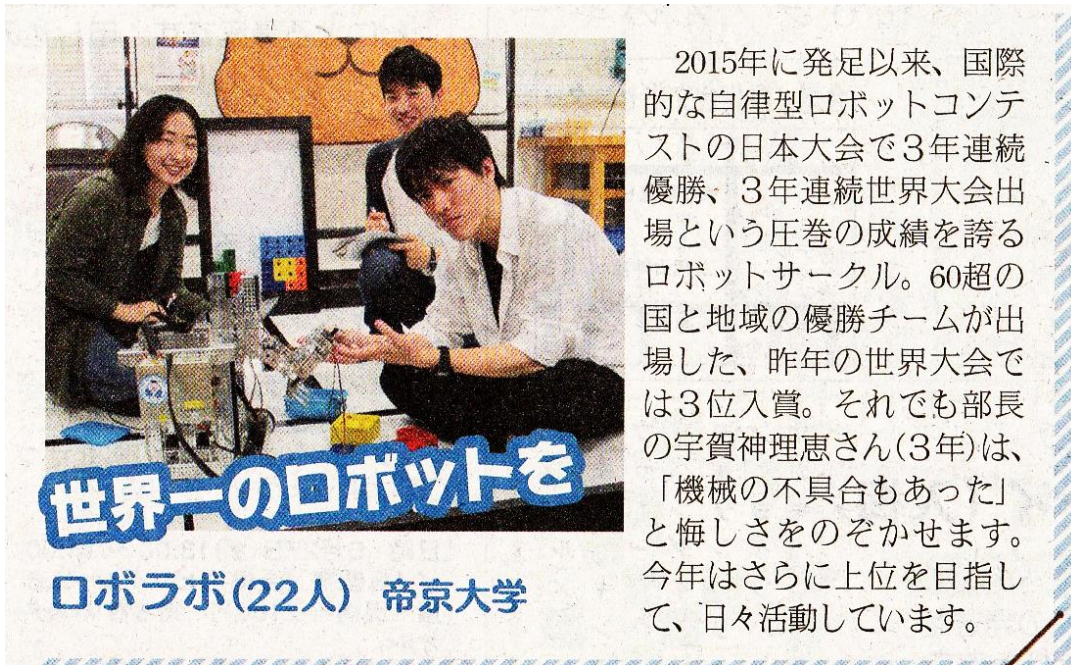 世界一のロボットを
ロボラボ(22人) 帝京大学
2015年に発足以来、国際
的な自律型ロボットコンテ
ストの日本大会で3年連続
優勝、3年連続世界大会出
場という圧巻の成績を誇る
ロボットサークル。60超の
国と地域の優勝チームが出
場した、昨年の世界大会で
は3位入賞。それでも部長
の宇賀神理恵さん(3年)は、
「機械の不具合もあった」
と悔しさをのぞかせます。
今年はさらに上位を目指し
て、日々活動しています。